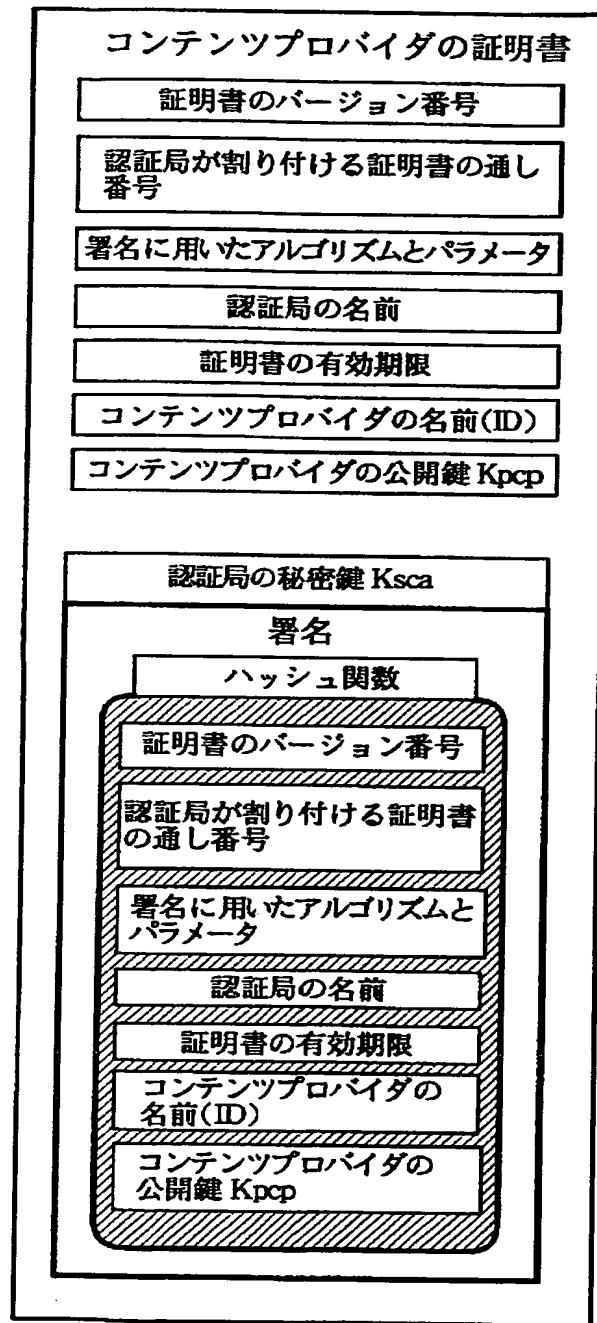 コンテンツプロバイダの証明書
証明書のバージョン番号
認証局が割り付ける証明書の通し
番号
署名に用いたアルゴリズムとパラメータ
認証局の名前
証明書の有効期限
コンテンツプロバイダの名前(ID)
コンテンツプロバイダの公開鍵 Kpcp
認証局の秘密鍵 Ksca
署名
ハッシュ関数
証明書のバージョン番号
認証局が割り付ける証明書
の通し番号
署名に用いたアルゴリズムと
パラメータ
認証局の名前
証明書の有効期限
コンテンツプロバイダの
名前(ID)
コンテンツプロバイダの
公開鍵 Kpcp